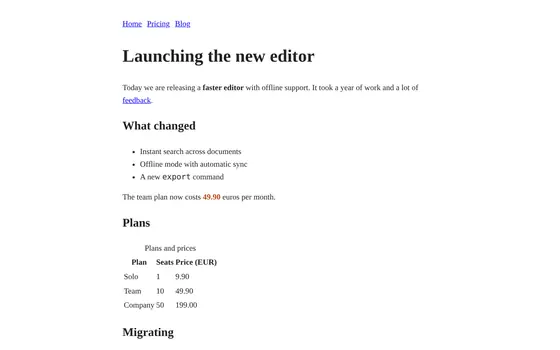 Home Pricing Blog
Launching the new editor
Today we are releasing a faster editor with offline support. It took a year of work and a lot of
feedback.
What changed
• Instant search across documents
• Offline mode with automatic sync
• A new export command
The team plan now costs 49.90 euros per month.
Plans
Plans and prices
Plan Seats Price (EUR)
Solo 1 9.90
Team 10 49.90
Company 50 199.00
Migrating